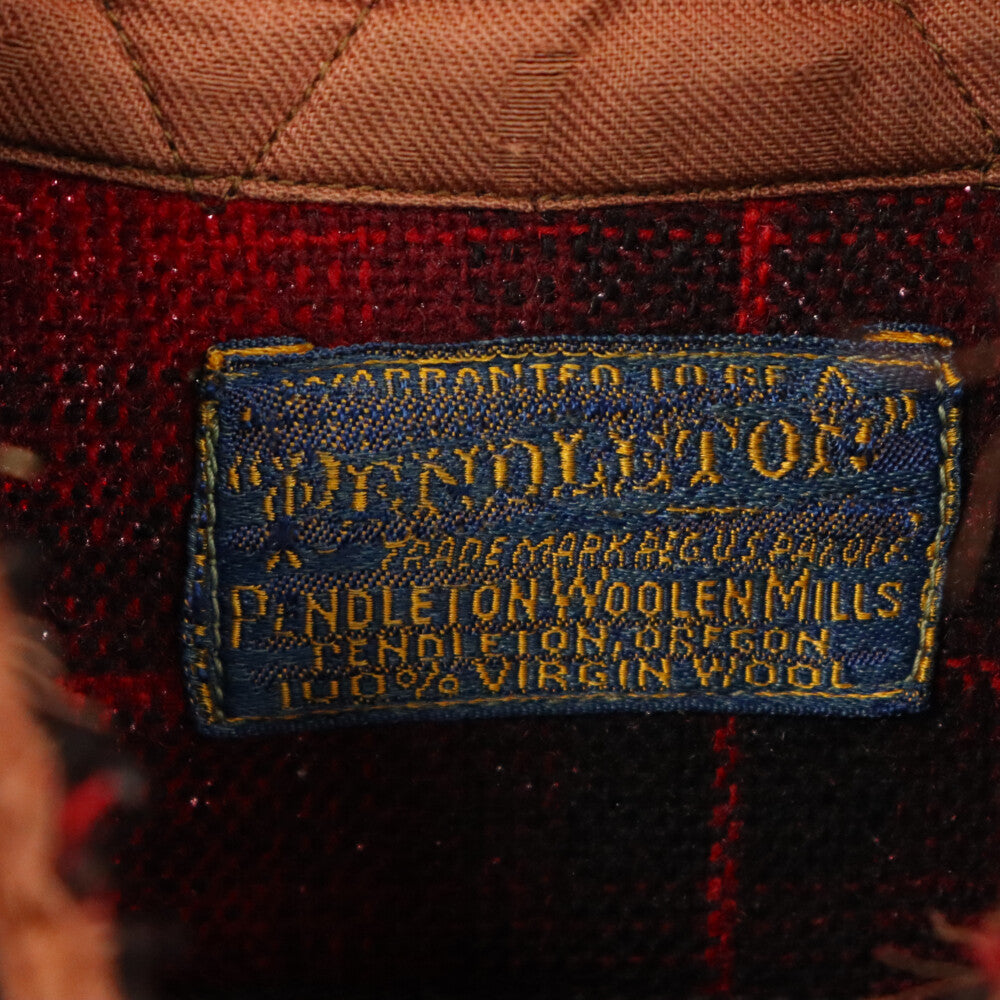 WARRANTED TO BE A
"PENDLETON"
TRADE MARK REG. U.S. PAT. OFF.
PENDLETON WOOLEN MILLS
PENDLETON, OREGON
100% VIRGIN WOOL